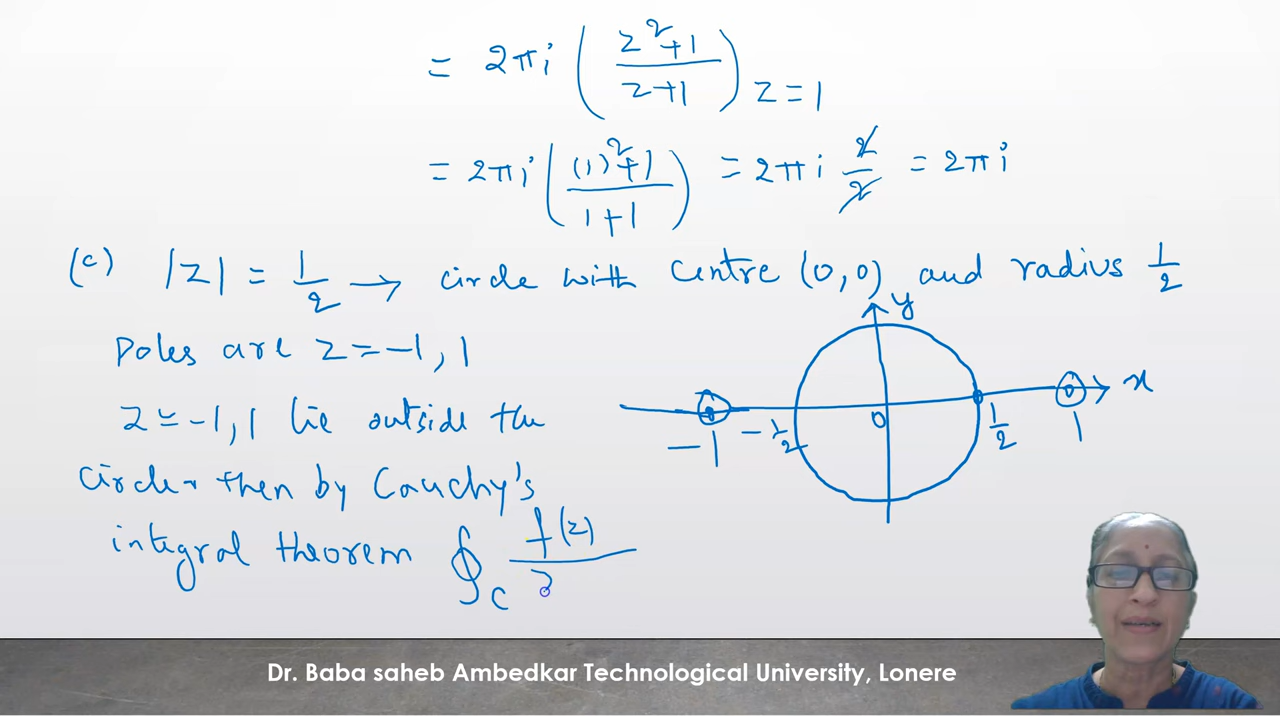 = 2πi ( z²+1 / z+1 ) z=1
= 2πi ( (1)²+1 / 1+1 ) = 2πi 2/2 = 2πi
(c) |z| = 1/2 → circle with centre (0,0) and radius 1/2
y
Poles are z = -1, 1
x
z = -1, 1 lie outside the
-1 -1/2 0 1/2 1
circle then by Cauchy's
integral theorem ∮c f(z) / z
Dr. Baba saheb Ambedkar Technological University, Lonere